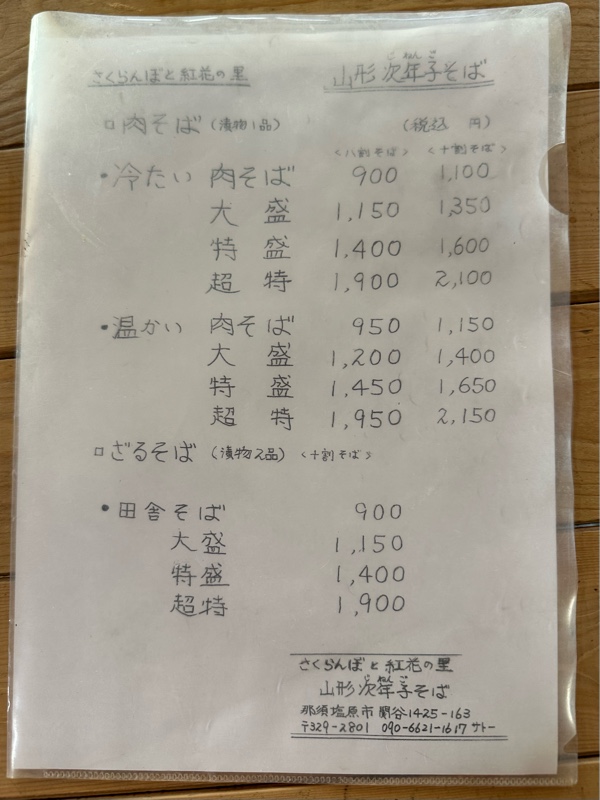 さくらんぼと紅花の里 山形次年子そば
じねんご
□肉そば（漬物1品） （税込 円）
＜八割そば＞ ＜十割そば＞
・冷たい 肉そば 900 1,100
大 盛 1,150 1,350
特 盛 1,400 1,600
超 特 1,900 2,100
・温かい 肉そば 950 1,150
大 盛 1,200 1,400
特 盛 1,450 1,650
超 特 1,950 2,150
□ざるそば （漬物2品） ＜十割そば＞
・田舎そば 900
大盛 1,150
特盛 1,400
超特 1,900
さくらんぼと紅花の里
じねんご
山形次年子そば
那須塩原市関谷1425-163
〒329-2801 090-6621-1617 サトー